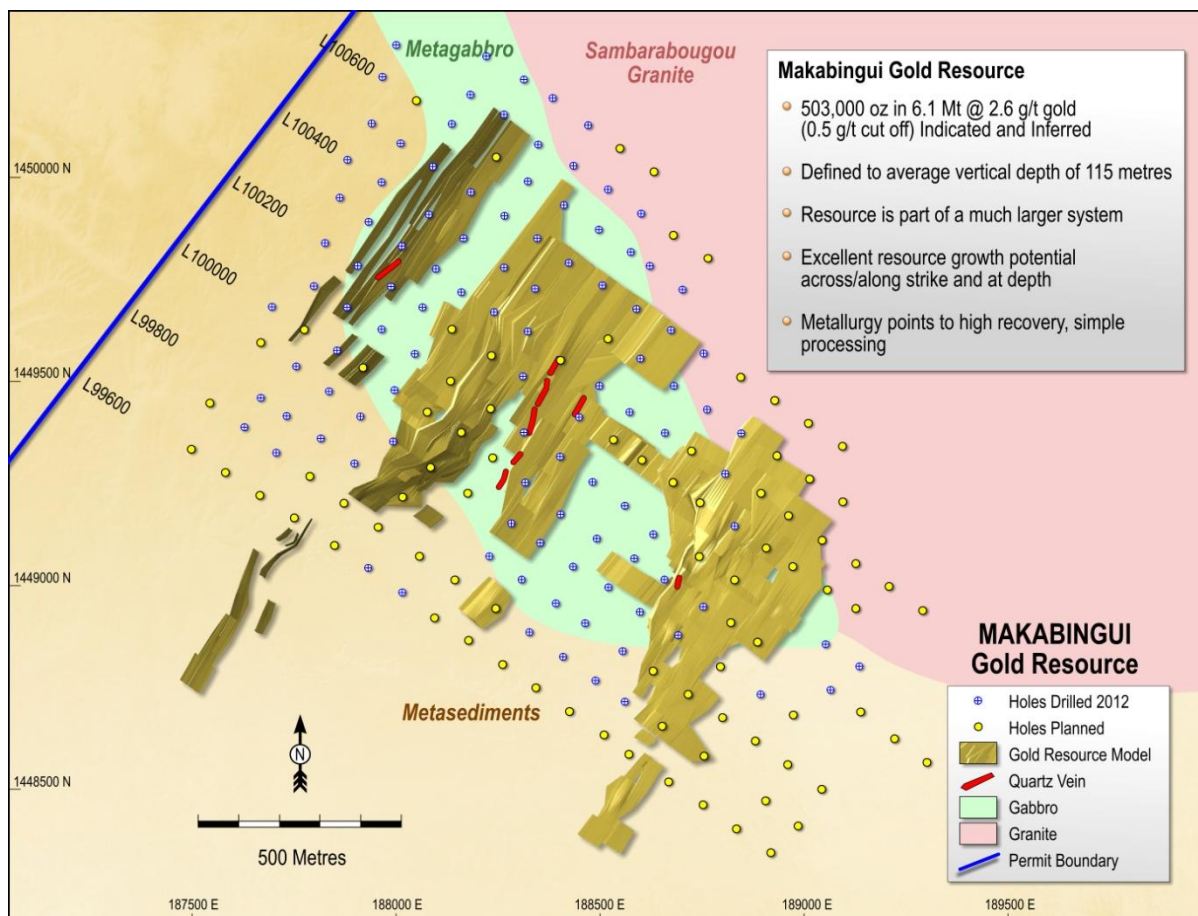 Metagabbro
Sambarabougou
Granite
L100600
L100400
L100200
L100000
L99800
L99600
Makabingui Gold Resource
503,000 oz in 6.1 Mt @ 2.6 g/t gold
(0.5 g/t cut off) Indicated and Inferred
Defined to average vertical depth of 115 metres
Resource is part of a much larger system
Excellent resource growth potential
across/along strike and at depth
Metallurgy points to high recovery, simple
processing
1450000 N
1449500 N
1449000 N
1448500 N
Metasediments
N
500 Metres
MAKABINGUI
Gold Resource
Holes Drilled 2012
Holes Planned
Gold Resource Model
Quartz Vein
Gabbro
Granite
Permit Boundary
187500 E
188000 E
188500 E
189000 E
189500 E